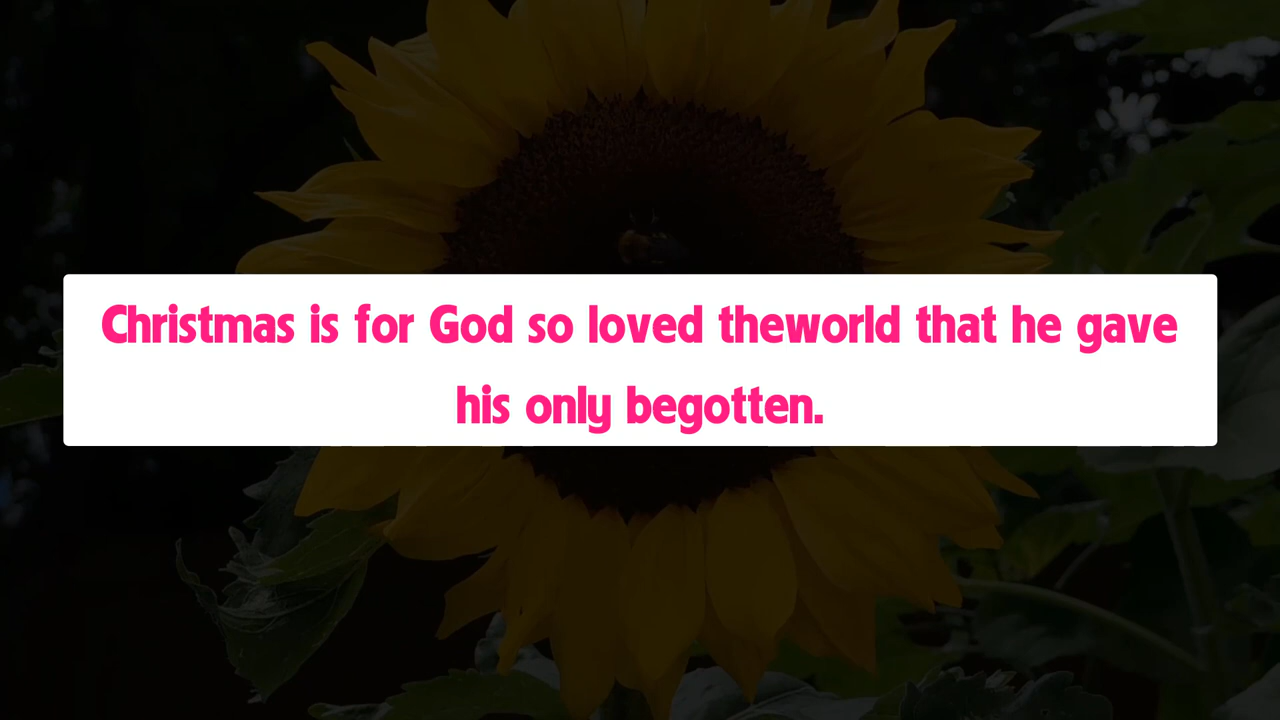 Christmas is for God so loved theworld that he gave
his only begotten.